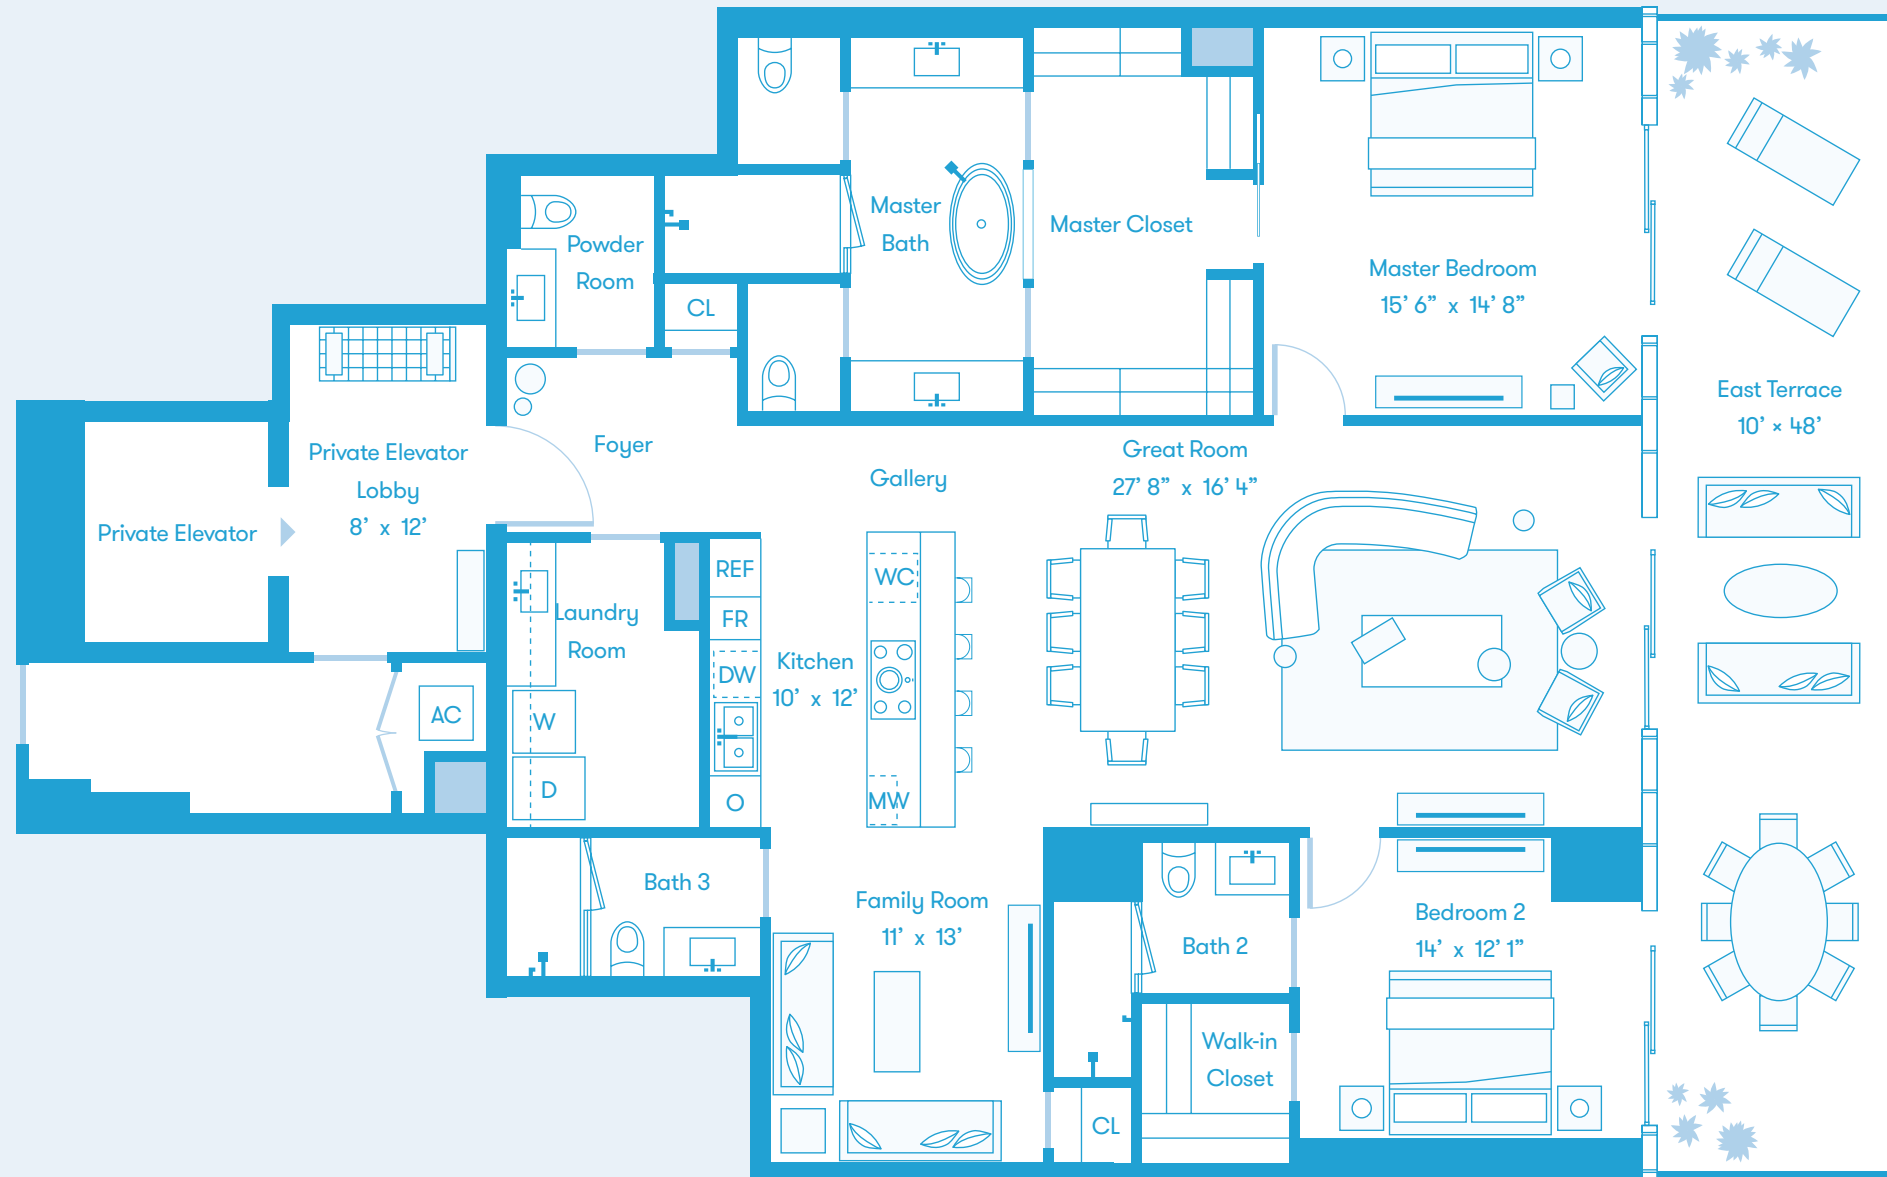 Powder
Room
CL
Master
Bath
Master Closet
Master Bedroom
15’ 6” x 14’ 8”
East Terrace
10’ × 48’
Private Elevator
Private Elevator
Lobby
8’ x 12’
Foyer
Gallery
Great Room
27’ 8” x 16’ 4”
Laundry
Room
REF
FR
DW
O
WC
MW
Kitchen
10’ x 12’
AC
W
D
Bath 3
Family Room
11’ x 13’
Bath 2
Walk-in
Closet
CL
Bedroom 2
14’ x 12’ 1”